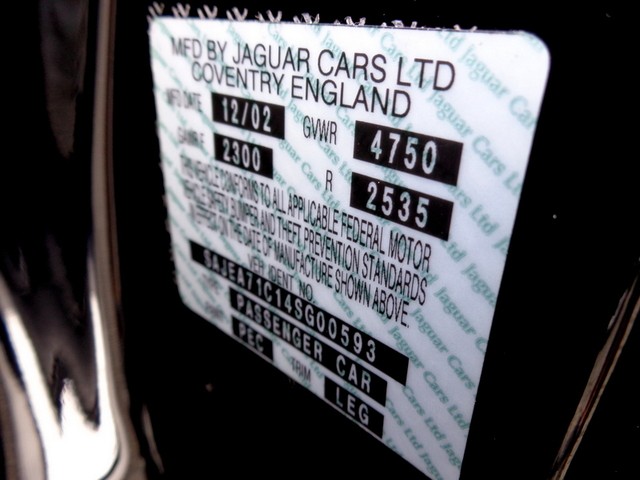 MFD BY JAGUAR CARS LTD
COVENTRY ENGLAND
MFD DATE 12/02 GVWR 4750
2300 R 2535
VEHICLE CONFORMS TO ALL APPLICABLE FEDERAL MOTOR
VEHICLE SAFETY BUMPER AND THEFT PREVENTION STANDARDS
IN EFFECT ON THE DATE OF MANUFACTURE SHOWN ABOVE.
VEH IDENT NO.
SAJEA71C14SG00593
PASSENGER CAR
PEC TRIM LEG